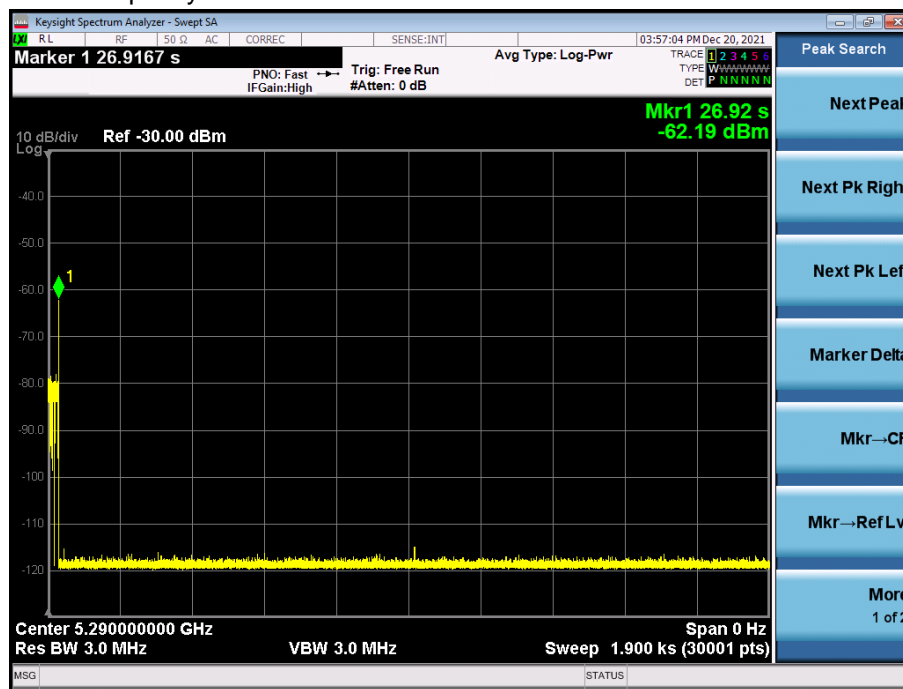 Keysight Spectrum Analyzer - Swept SA
LXI RL RF 50 Ω AC CORREC SENSE:INT 03:57:04 PM Dec 20, 2021
Marker 1 26.9167 s
PNO: Fast
IFGain:High
Trig: Free Run
#Atten: 0 dB
Avg Type: Log-Pwr
TRACE 1 2 3 4 5 6
TYPE WWWWWW
DET P N N N N N
Mkr1 26.92 s
-62.19 dBm
10 dB/div Ref -30.00 dBm
Log
-40.0
-50.0
-60.0
-70.0
-80.0
-90.0
-100
-110
-120
1
Center 5.290000000 GHz Span 0 Hz
Res BW 3.0 MHz VBW 3.0 MHz Sweep 1.900 ks (30001 pts)
MSG STATUS
Peak Search
Next Peak
Next Pk Righ
Next Pk Lef
Marker Delta
Mkr→CF
Mkr→Ref Lv
More
1 of 2